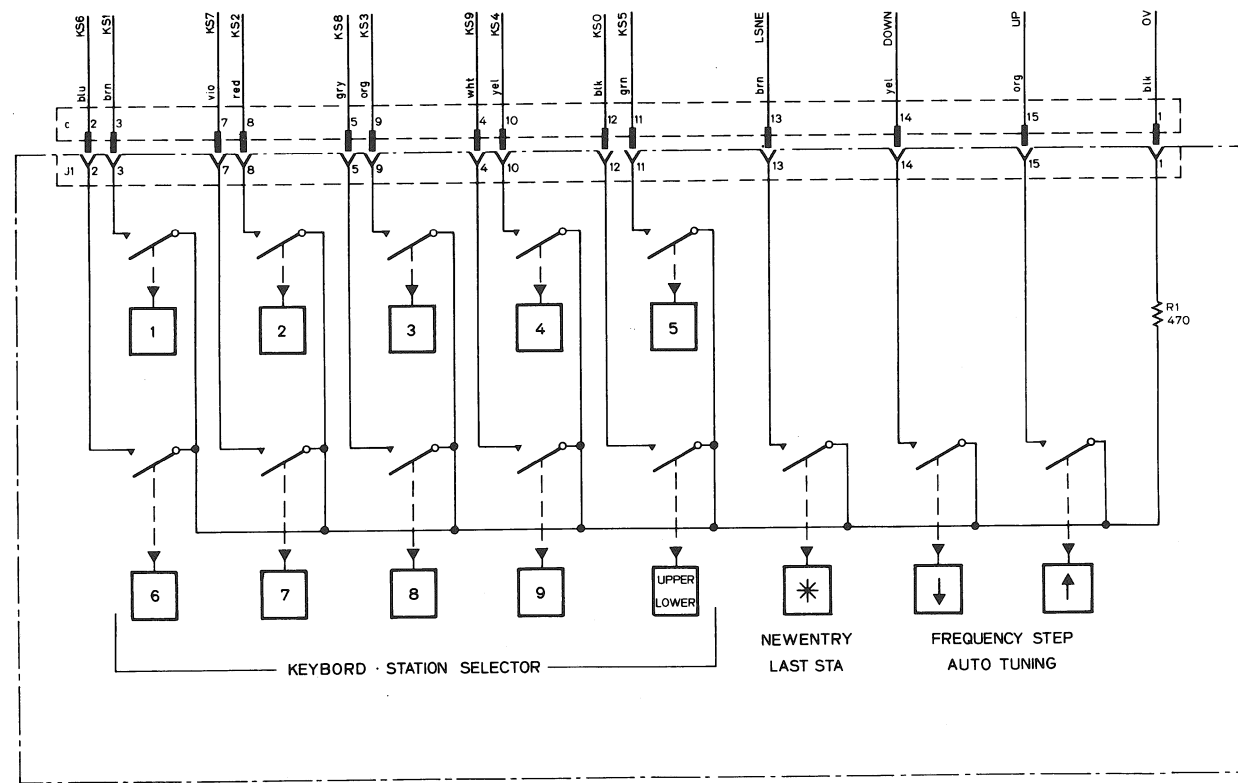 KS6 KS1 KS7 KS2 KS8 KS3 KS9 KS4 KS0 KS5 LSNE DOWN UP 0V
blu brn vio red gry org wht yel blk grn brn yel org blk
c 2 3 7 8 5 9 4 10 12 11 13 14 15 1
J1 2 3 7 8 5 9 4 10 12 11 13 14 15 1
R1
470
1 2 3 4 5
6 7 8 9 UPPER
LOWER
NEWENTRY
LAST STA
FREQUENCY STEP
AUTO TUNING
KEYBORD · STATION SELECTOR